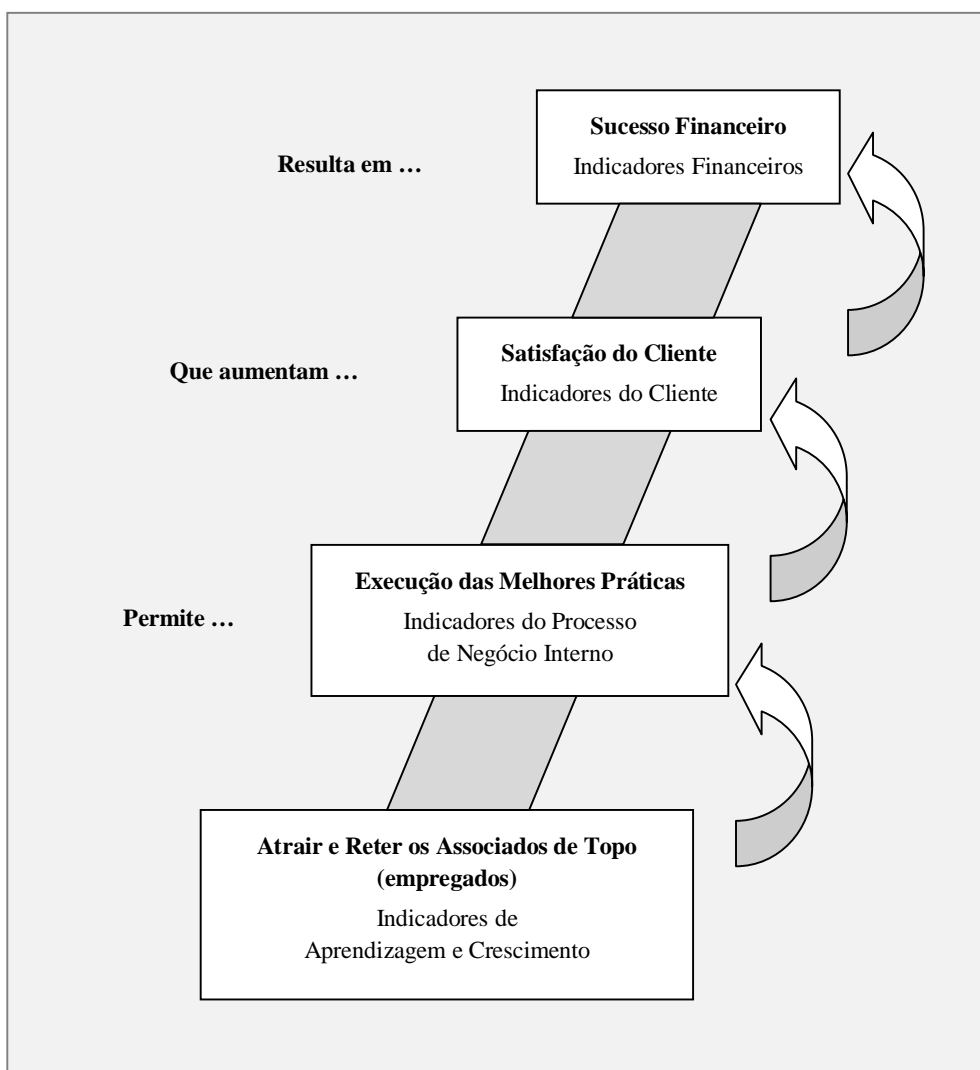 Sucesso Financeiro
Indicadores Financeiros
Resulta em …
Satisfação do Cliente
Indicadores do Cliente
Que aumentam …
Execução das Melhores Práticas
Indicadores do Processo
de Negócio Interno
Permite …
Atrair e Reter os Associados de Topo
(empregados)
Indicadores de
Aprendizagem e Crescimento